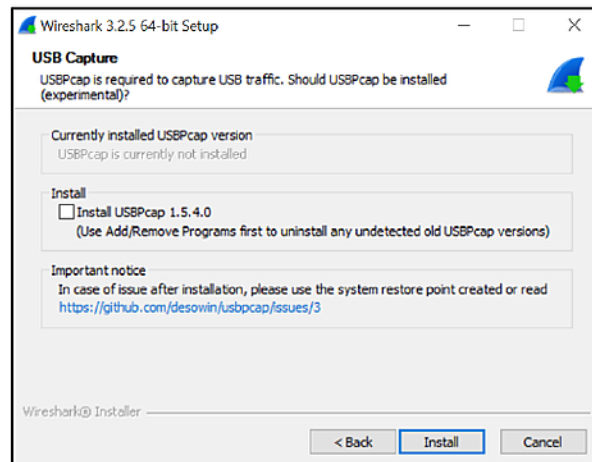 Wireshark 3.2.5 64-bit Setup
USB Capture
USBPcap is required to capture USB traffic. Should USBPcap be installed
(experimental)?
Currently installed USBPcap version
USBPcap is currently not installed
Install
Install USBPcap 1.5.4.0
(Use Add/Remove Programs first to uninstall any undetected old USBPcap versions)
Important notice
In case of issue after installation, please use the system restore point created or read
https://github.com/desowin/usbpcap/issues/3
Wireshark® Installer
< Back Install Cancel